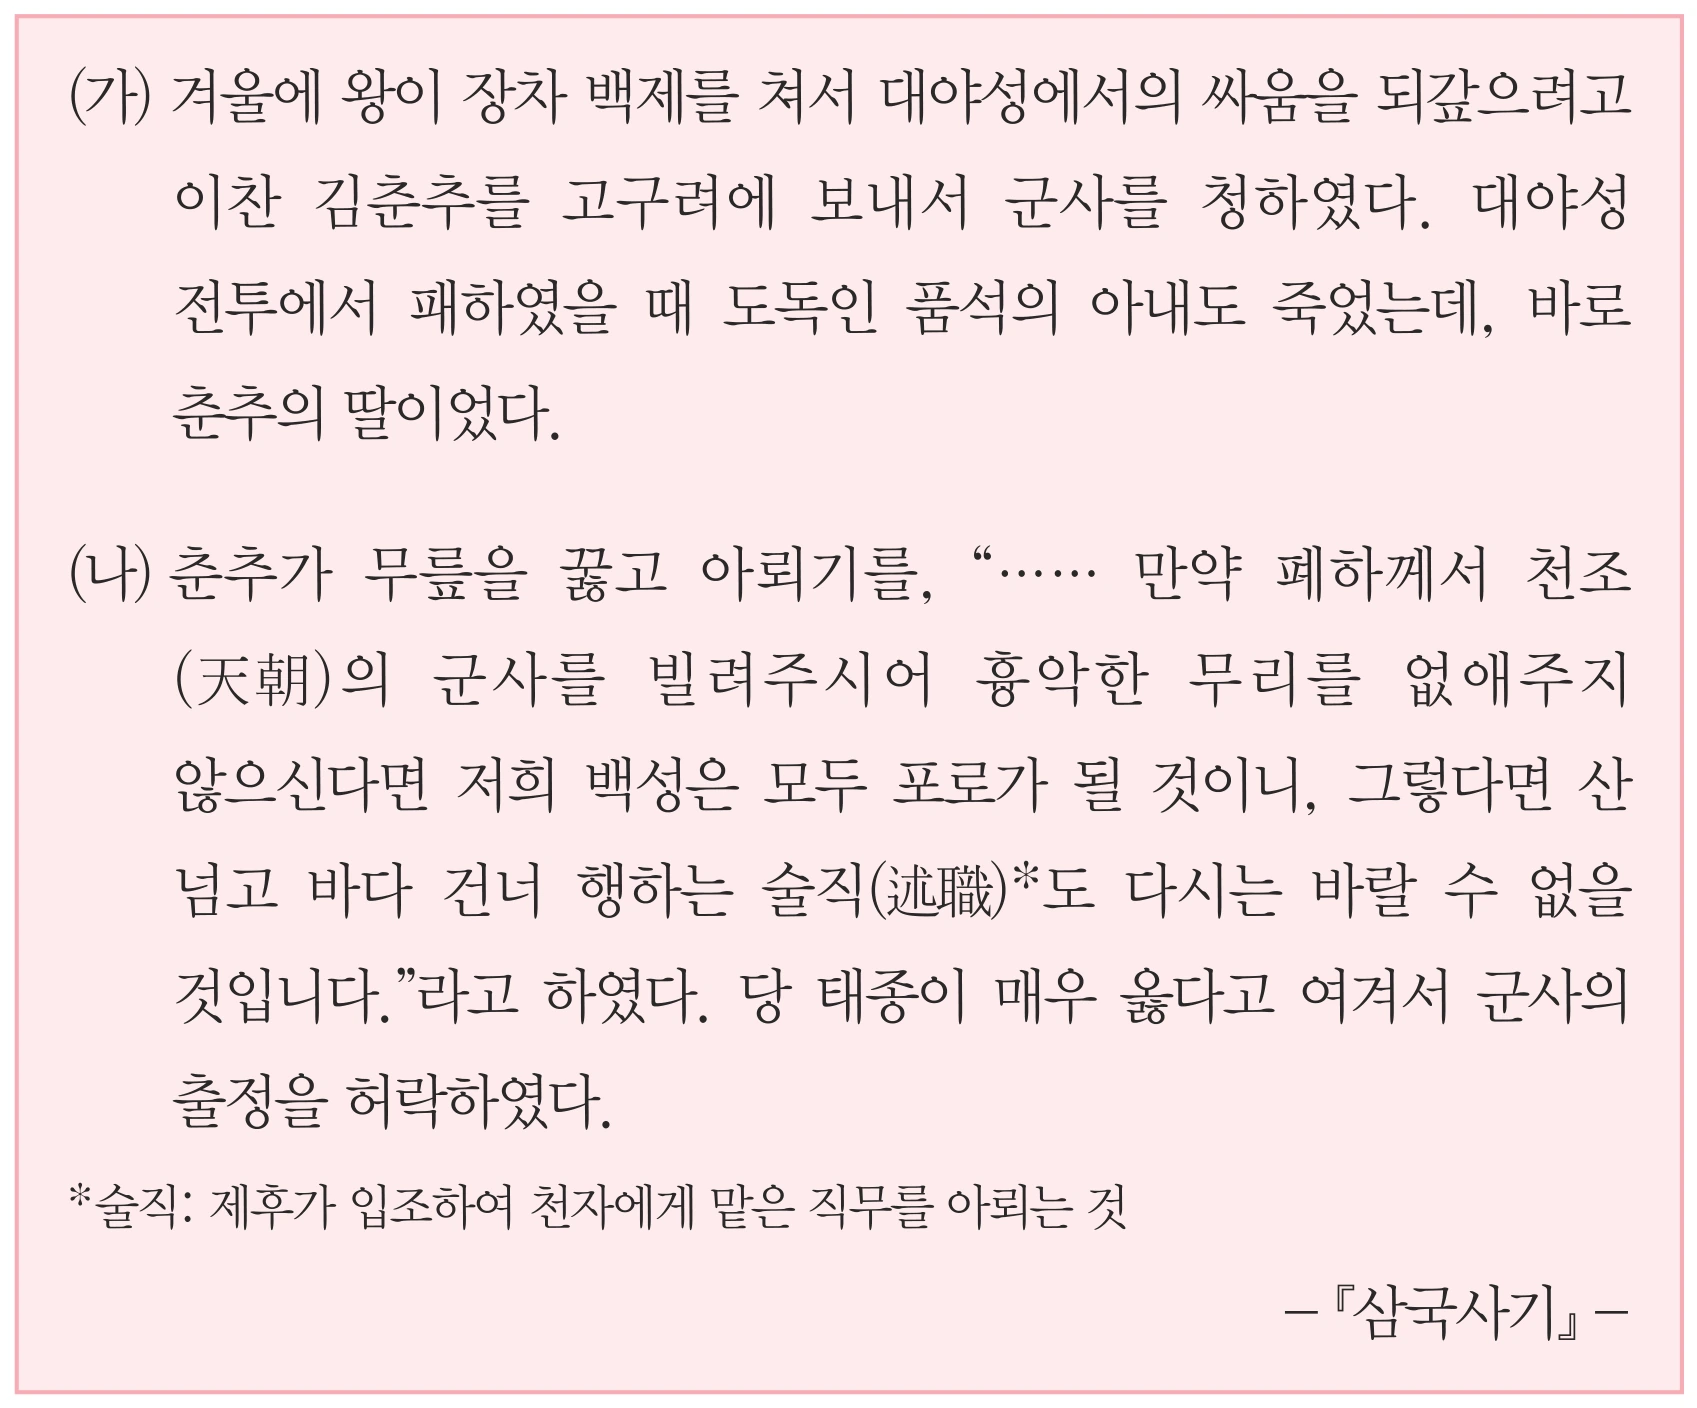 (가) 겨울에 왕이 장차 백제를 쳐서 대야성에서의 싸움을 되갚으려고
이찬 김춘추를 고구려에 보내서 군사를 청하였다. 대야성
전투에서 패하였을 때 도독인 품석의 아내도 죽었는데, 바로
춘추의 딸이었다.
(나) 춘추가 무릎을 꿇고 아뢰기를, “…… 만약 폐하께서 천조
(天朝)의 군사를 빌려주시어 흉악한 무리를 없애주지
않으신다면 저희 백성은 모두 포로가 될 것이니, 그렇다면 산
넘고 바다 건너 행하는 술직(述職)*도 다시는 바랄 수 없을
것입니다.”라고 하였다. 당 태종이 매우 옳다고 여겨서 군사의
출정을 허락하였다.
*술직: 제후가 입조하여 천자에게 맡은 직무를 아뢰는 것
－『삼국사기』－